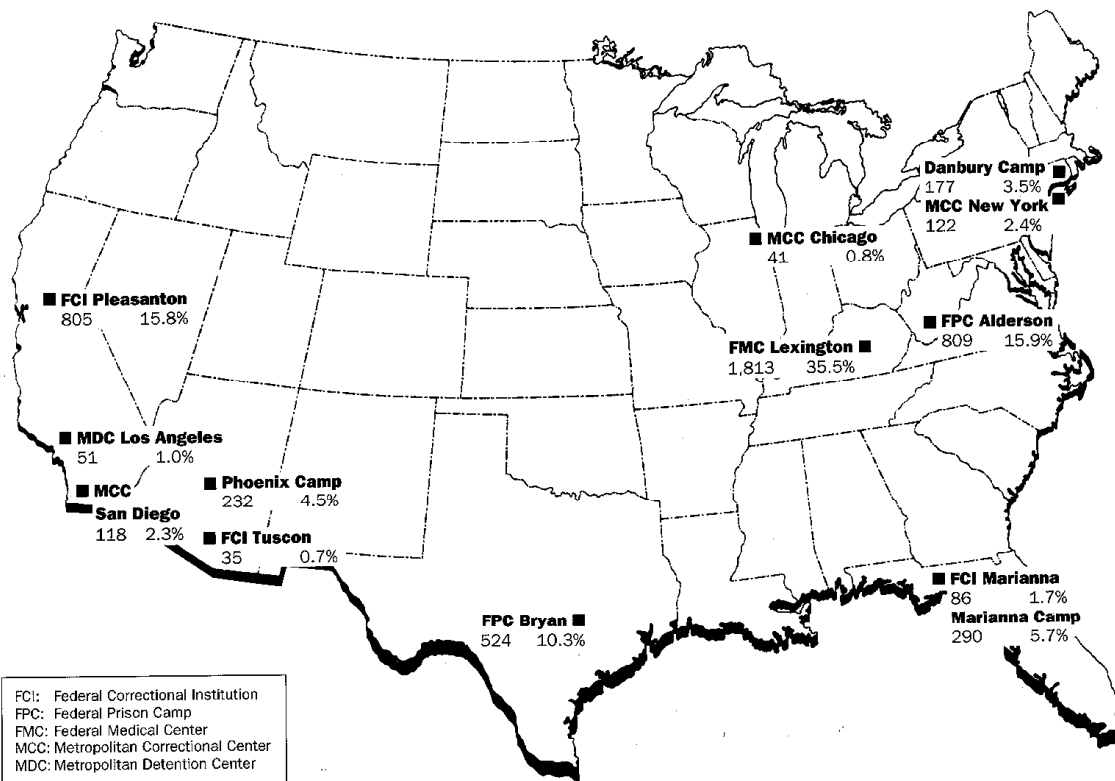 Danbury Camp
177 3.5%
MCC New York
122 2.4%
MCC Chicago
41 0.8%
FCI Pleasanton
805 15.8%
FPC Alderson
809 15.9%
FMC Lexington
1,813 35.5%
MDC Los Angeles
51 1.0%
Phoenix Camp
232 4.5%
MCC
San Diego
118 2.3%
FCI Tuscon
35 0.7%
FCI Marianna
86 1.7%
Marianna Camp
290 5.7%
FPC Bryan
524 10.3%
FCI: Federal Correctional Institution
FPC: Federal Prison Camp
FMC: Federal Medical Center
MCC: Metropolitan Correctional Center
MDC: Metropolitan Detention Center